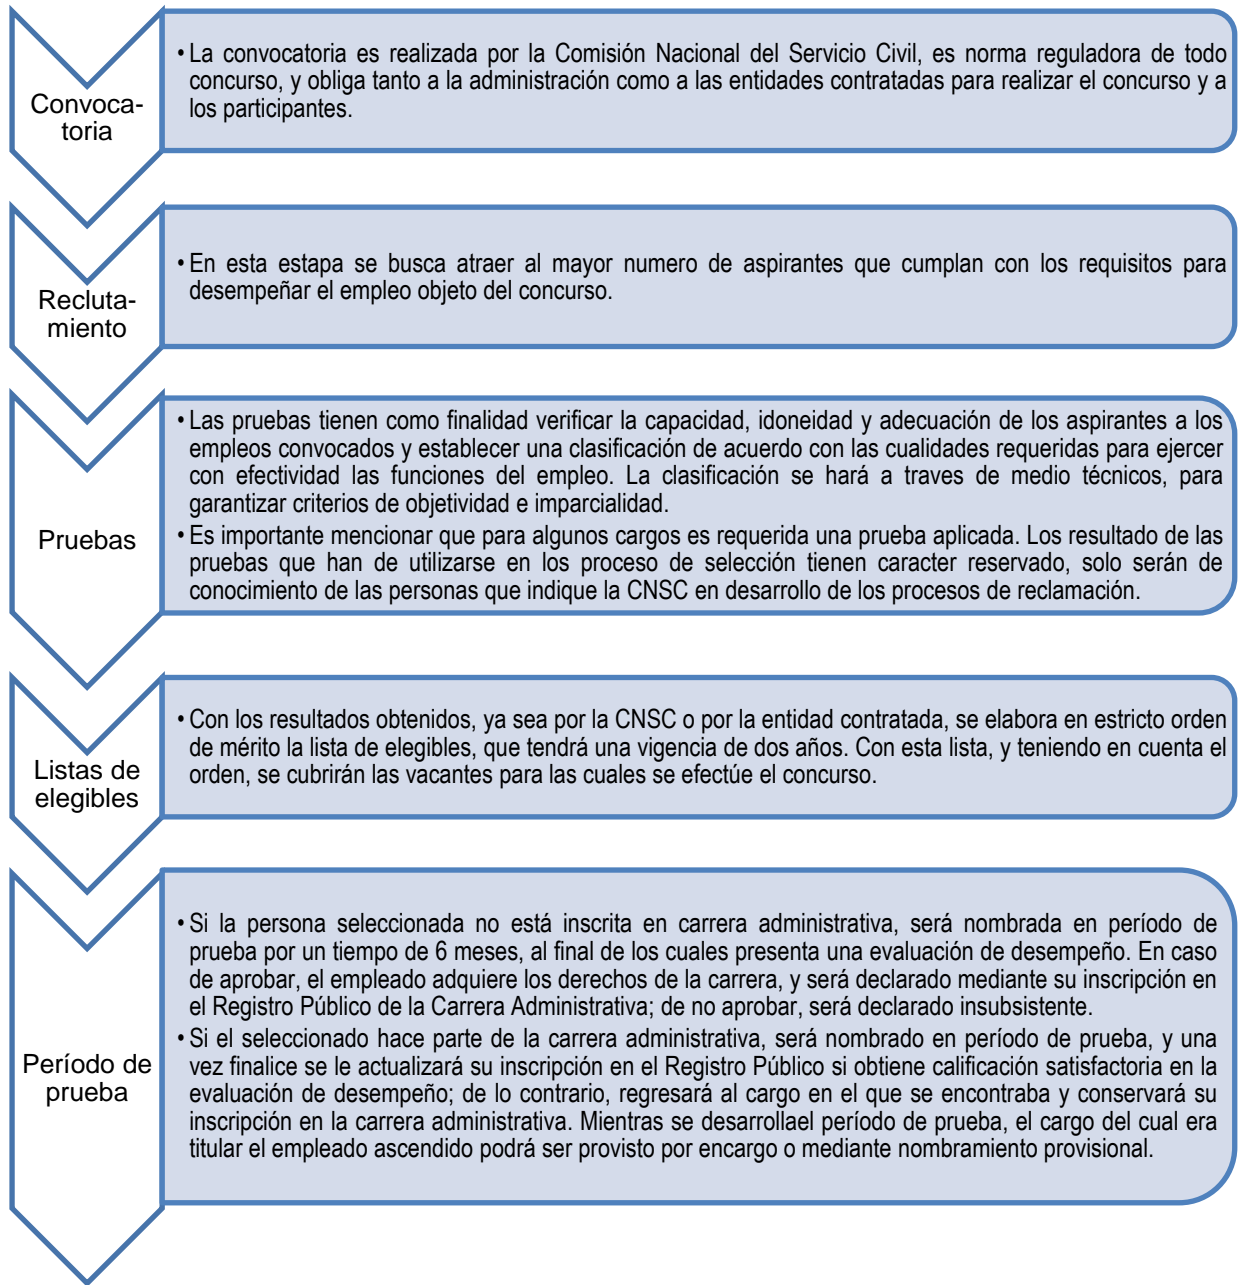 Convoca-
toria
• La convocatoria es realizada por la Comisión Nacional del Servicio Civil, es norma reguladora de todo
concurso, y obliga tanto a la administración como a las entidades contratadas para realizar el concurso y a
los participantes.
Recluta-
miento
• En esta estapa se busca atraer al mayor numero de aspirantes que cumplan con los requisitos para
desempeñar el empleo objeto del concurso.
Pruebas
• Las pruebas tienen como finalidad verificar la capacidad, idoneidad y adecuación de los aspirantes a los
empleos convocados y establecer una clasificación de acuerdo con las cualidades requeridas para ejercer
con efectividad las funciones del empleo. La clasificación se hará a traves de medio técnicos, para
garantizar criterios de objetividad e imparcialidad.
• Es importante mencionar que para algunos cargos es requerida una prueba aplicada. Los resultado de las
pruebas que han de utilizarse en los proceso de selección tienen caracter reservado, solo serán de
conocimiento de las personas que indique la CNSC en desarrollo de los procesos de reclamación.
Listas de
elegibles
• Con los resultados obtenidos, ya sea por la CNSC o por la entidad contratada, se elabora en estricto orden
de mérito la lista de elegibles, que tendrá una vigencia de dos años. Con esta lista, y teniendo en cuenta el
orden, se cubrirán las vacantes para las cuales se efectúe el concurso.
Período de
prueba
• Si la persona seleccionada no está inscrita en carrera administrativa, será nombrada en período de
prueba por un tiempo de 6 meses, al final de los cuales presenta una evaluación de desempeño. En caso
de aprobar, el empleado adquiere los derechos de la carrera, y será declarado mediante su inscripción en
el Registro Público de la Carrera Administrativa; de no aprobar, será declarado insubsistente.
• Si el seleccionado hace parte de la carrera administrativa, será nombrado en período de prueba, y una
vez finalice se le actualizará su inscripción en el Registro Público si obtiene calificación satisfactoria en la
evaluación de desempeño; de lo contrario, regresará al cargo en el que se encontraba y conservará su
inscripción en la carrera administrativa. Mientras se desarrollael período de prueba, el cargo del cual era
titular el empleado ascendido podrá ser provisto por encargo o mediante nombramiento provisional.